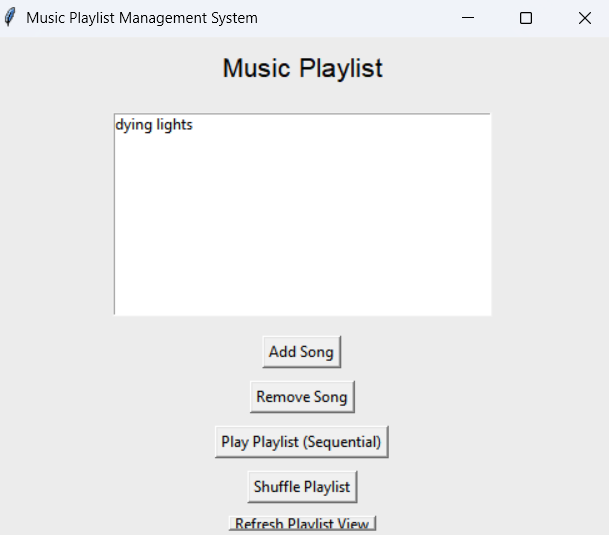 Music Playlist Management System
Music Playlist
dying lights
Add Song
Remove Song
Play Playlist (Sequential)
Shuffle Playlist
Refresh Playlist View